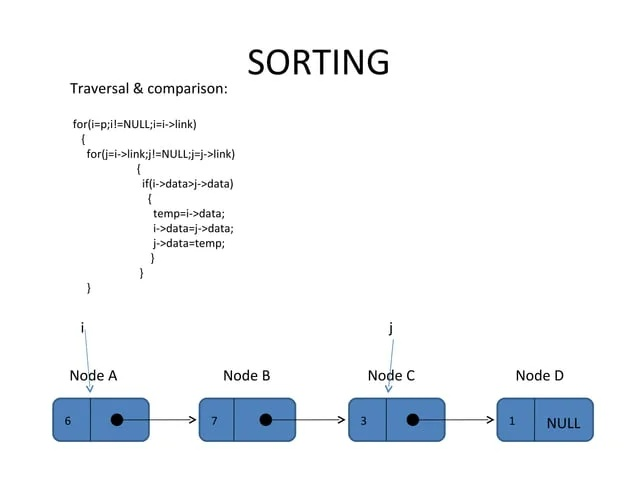 SORTING
Traversal & comparison:
for(i=p;i!=NULL;i=i->link)
{
for(j=i->link;j!=NULL;j=j->link)
{
if(i->data>j->data)
{
temp=i->data;
i->data=j->data;
j->data=temp;
}
}
}
i j
Node A Node B Node C Node D
6 7 3 1 NULL